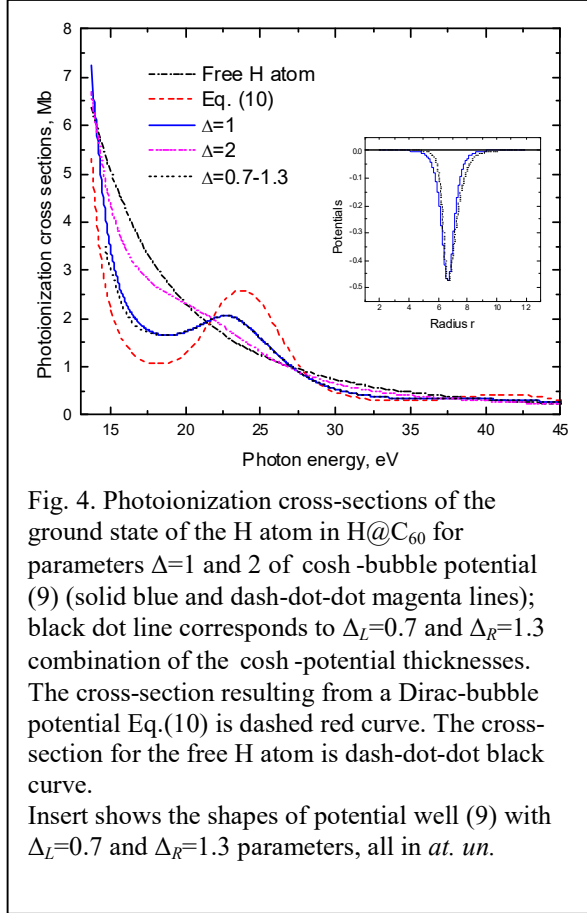 8
7
6
5
4
3
2
1
0
Photoionization cross sections, Mb
Free H atom
Eq. (10)
Δ=1
Δ=2
Δ=0.7-1.3
0.0
-0.1
-0.2
-0.3
-0.4
-0.5
Potentials
2 4 6 8 10 12
Radius r
15 20 25 30 35 40 45
Photon energy, eV
Fig. 4. Photoionization cross-sections of the
ground state of the H atom in H@C₆₀ for
parameters Δ=1 and 2 of cosh -bubble potential
(9) (solid blue and dash-dot-dot magenta lines);
black dot line corresponds to Δ_L=0.7 and Δ_R=1.3
combination of the cosh -potential thicknesses.
The cross-section resulting from a Dirac-bubble
potential Eq.(10) is dashed red curve. The cross-
section for the free H atom is dash-dot-dot black
curve.
Insert shows the shapes of potential well (9) with
Δ_L=0.7 and Δ_R=1.3 parameters, all in at. un.